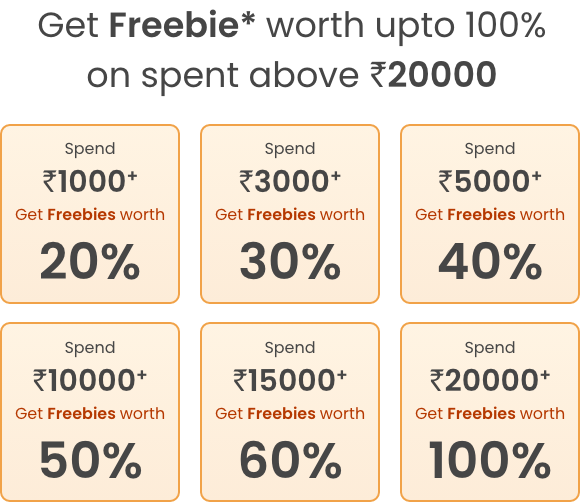 Get Freebie* worth upto 100%
on spent above ₹20000
Spend
₹1000+
Get Freebies worth
20%
Spend
₹3000+
Get Freebies worth
30%
Spend
₹5000+
Get Freebies worth
40%
Spend
₹10000+
Get Freebies worth
50%
Spend
₹15000+
Get Freebies worth
60%
Spend
₹20000+
Get Freebies worth
100%